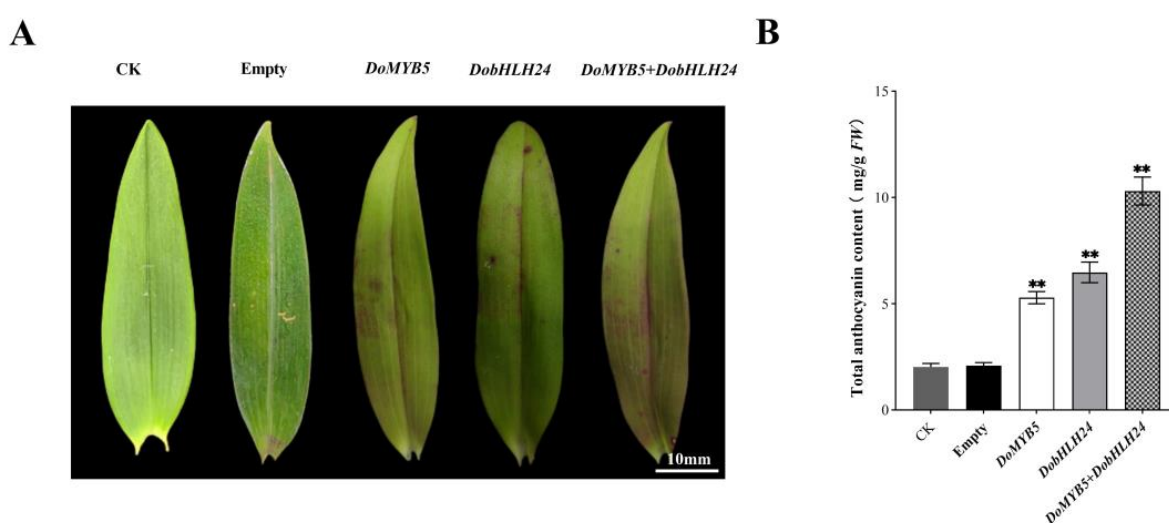 A
CK Empty DoMYB5 DobHLH24 DoMYB5+DobHLH24
10mm
B
Total anthocyanin content ( mg/g FW )
15
10
5
0
**
**
**
CK
Empty
DoMYB5
DobHLH24
DoMYB5+DobHLH24